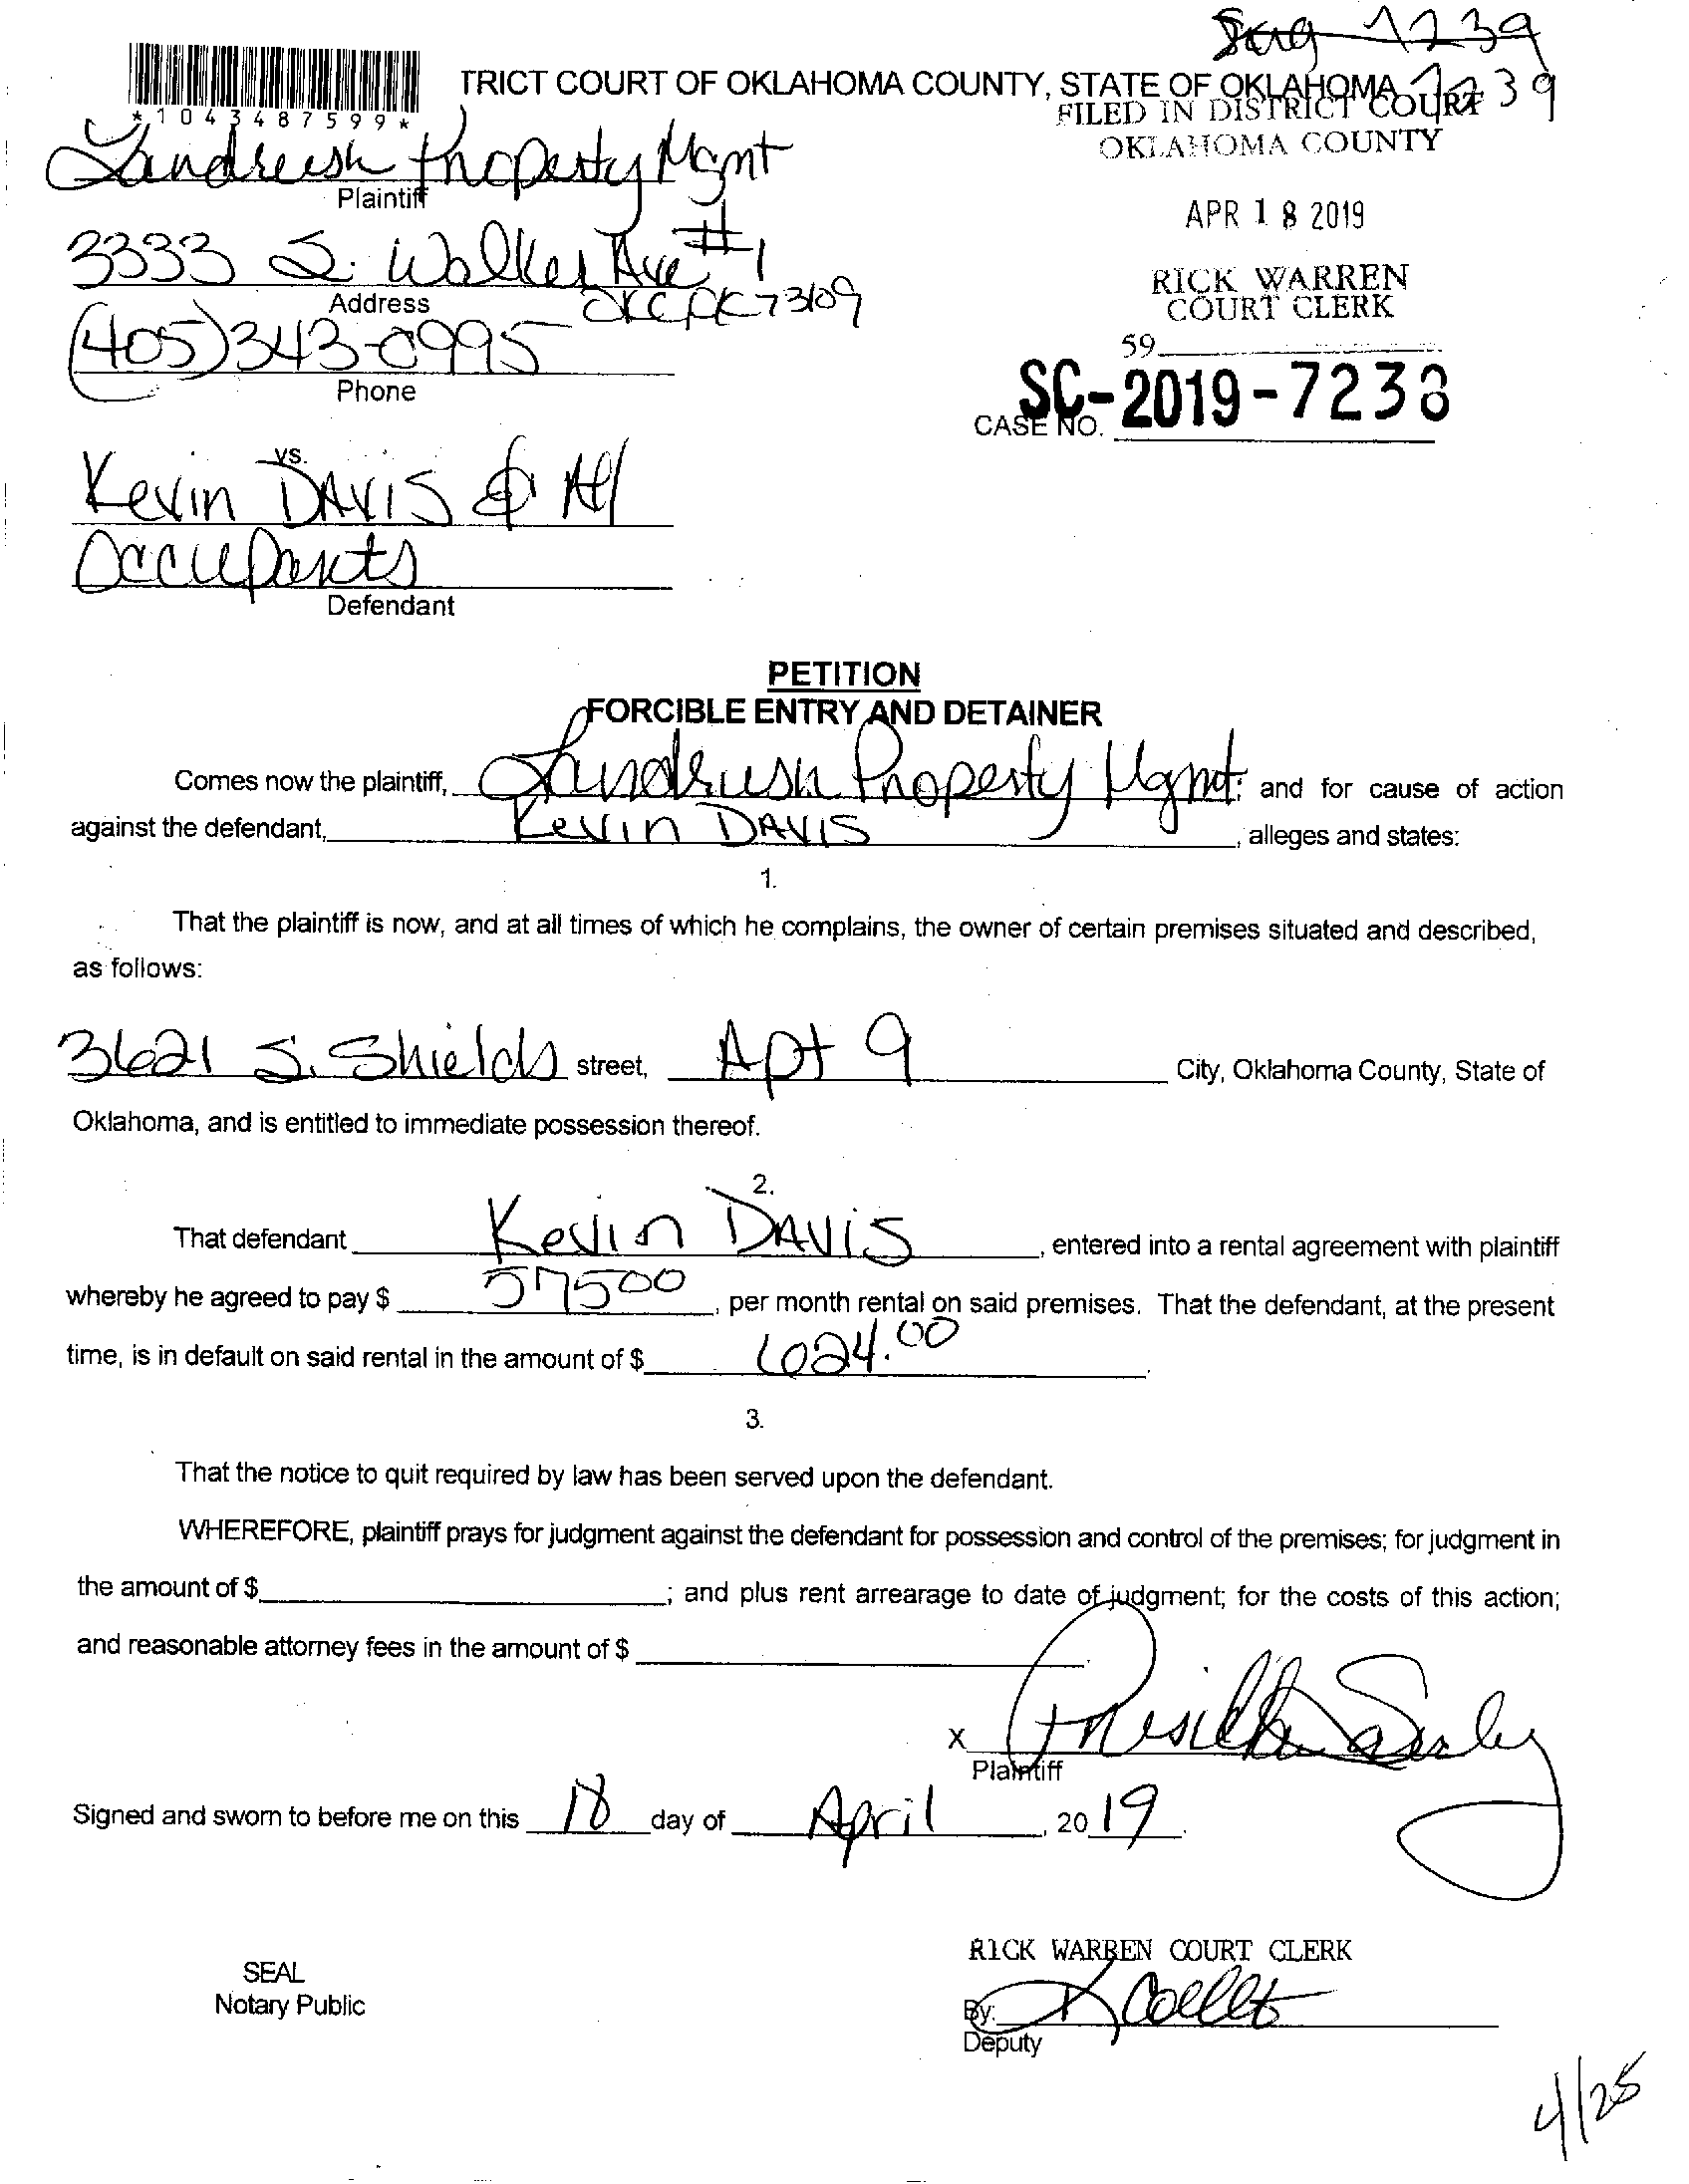 7239
TRICT COURT OF OKLAHOMA COUNTY, STATE OF OKLAHOMA 7239
*1043487599*
FILED IN DISTRICT COURT
OKLAHOMA COUNTY
Landrush Property Mgmt
Plaintiff
APR 18 2019
3333 S. Walker Ave #1
Address
OKC OK 73109
RICK WARREN
COURT CLERK
(405)343-0995
Phone
59
CASE NO. SC-2019-7238
vs.
Kevin DAVIS & All
Occupants
Defendant
PETITION
FORCIBLE ENTRY AND DETAINER
Comes now the plaintiff, Landrush Property Mgmt. and for cause of action
against the defendant, Kevin DAVIS, alleges and states:
1.
That the plaintiff is now, and at all times of which he complains, the owner of certain premises situated and described,
as follows:
3621 S. Shields street, Apt 9 City, Oklahoma County, State of
Oklahoma, and is entitled to immediate possession thereof.
2.
That defendant Kevin DAVIS, entered into a rental agreement with plaintiff
whereby he agreed to pay $ 57500, per month rental on said premises. That the defendant, at the present
time, is in default on said rental in the amount of $ 624.00.
3.
That the notice to quit required by law has been served upon the defendant.
WHEREFORE, plaintiff prays for judgment against the defendant for possession and control of the premises; for judgment in
the amount of $ ; and plus rent arrearage to date of judgment; for the costs of this action;
and reasonable attorney fees in the amount of $
X
Plaintiff
Signed and sworn to before me on this 18 day of April, 2019.
RICK WARREN COURT CLERK
SEAL
Notary Public
By:
Deputy
4/25